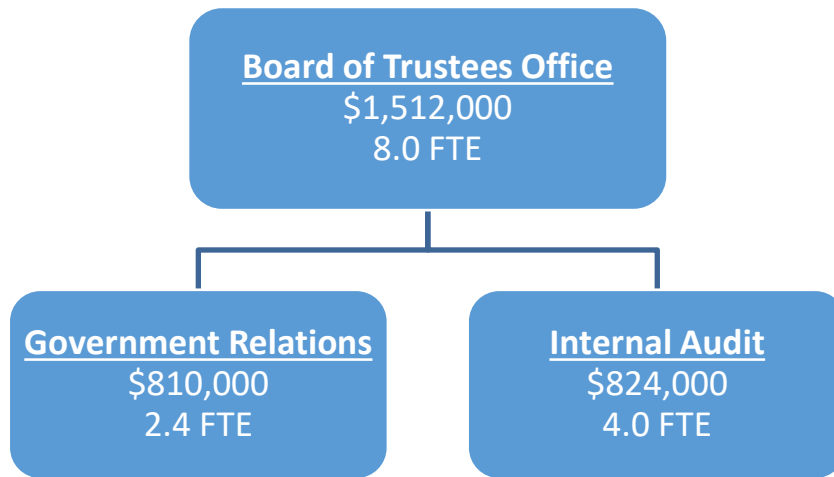 Board of Trustees Office
$1,512,000
8.0 FTE
Government Relations
$810,000
2.4 FTE
Internal Audit
$824,000
4.0 FTE